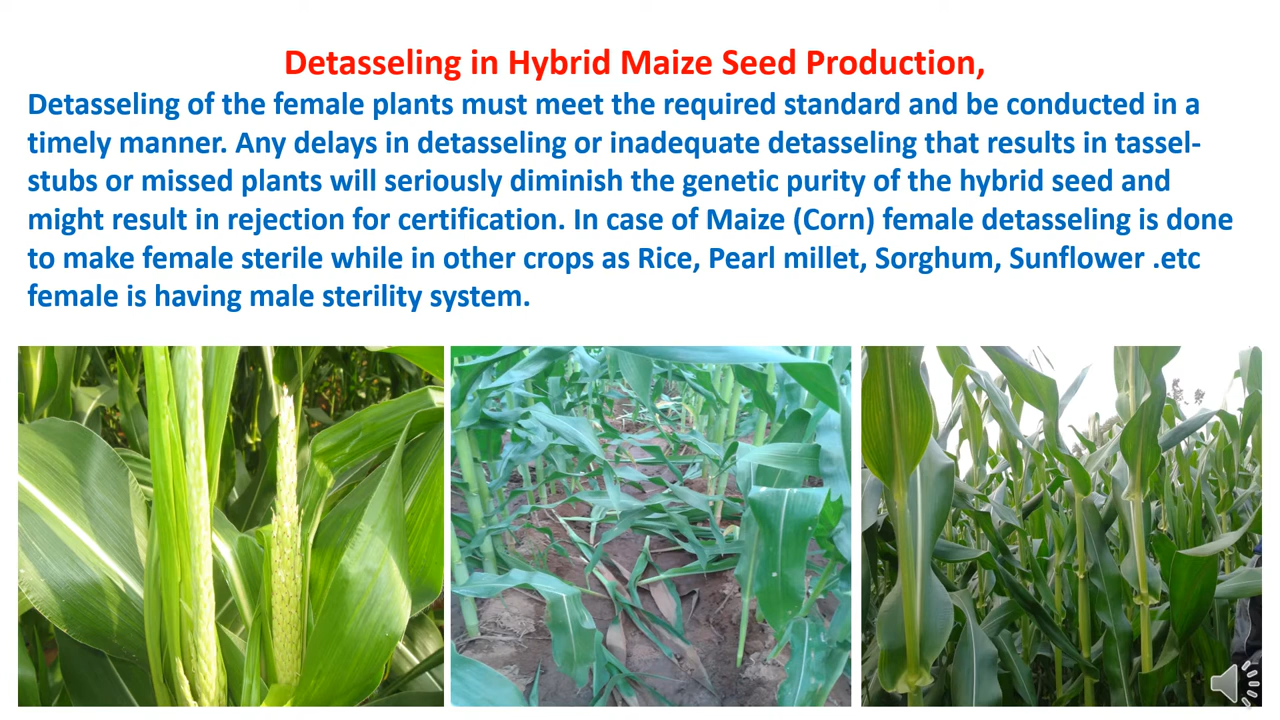 Detasseling in Hybrid Maize Seed Production,
Detasseling of the female plants must meet the required standard and be conducted in a
timely manner. Any delays in detasseling or inadequate detasseling that results in tassel-
stubs or missed plants will seriously diminish the genetic purity of the hybrid seed and
might result in rejection for certification. In case of Maize (Corn) female detasseling is done
to make female sterile while in other crops as Rice, Pearl millet, Sorghum, Sunflower .etc
female is having male sterility system.